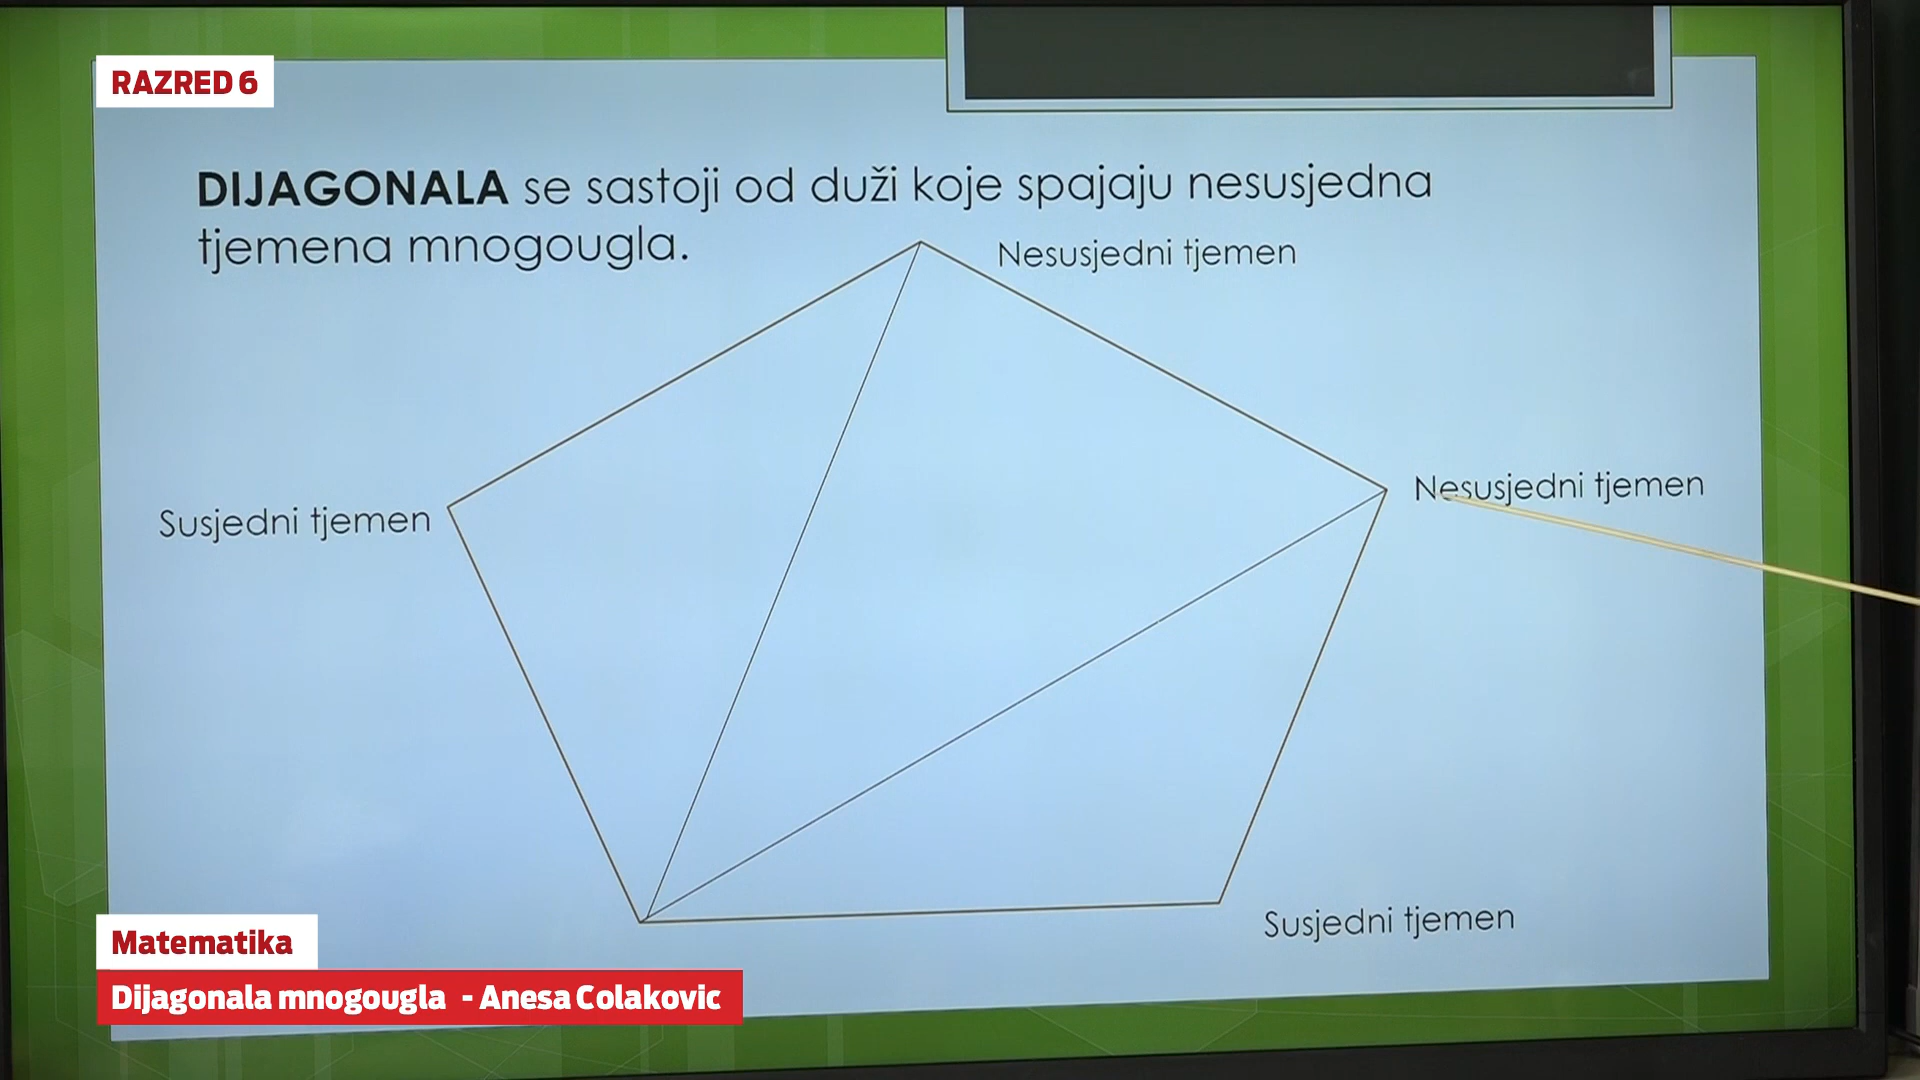 RAZRED 6
DIJAGONALA se sastoji od duži koje spajaju nesusjedna
tjemena mnogougla.
Nesusjedni tjemen
Nesusjedni tjemen
Susjedni tjemen
Susjedni tjemen
Matematika
Dijagonala mnogougla - Anesa Colakovic